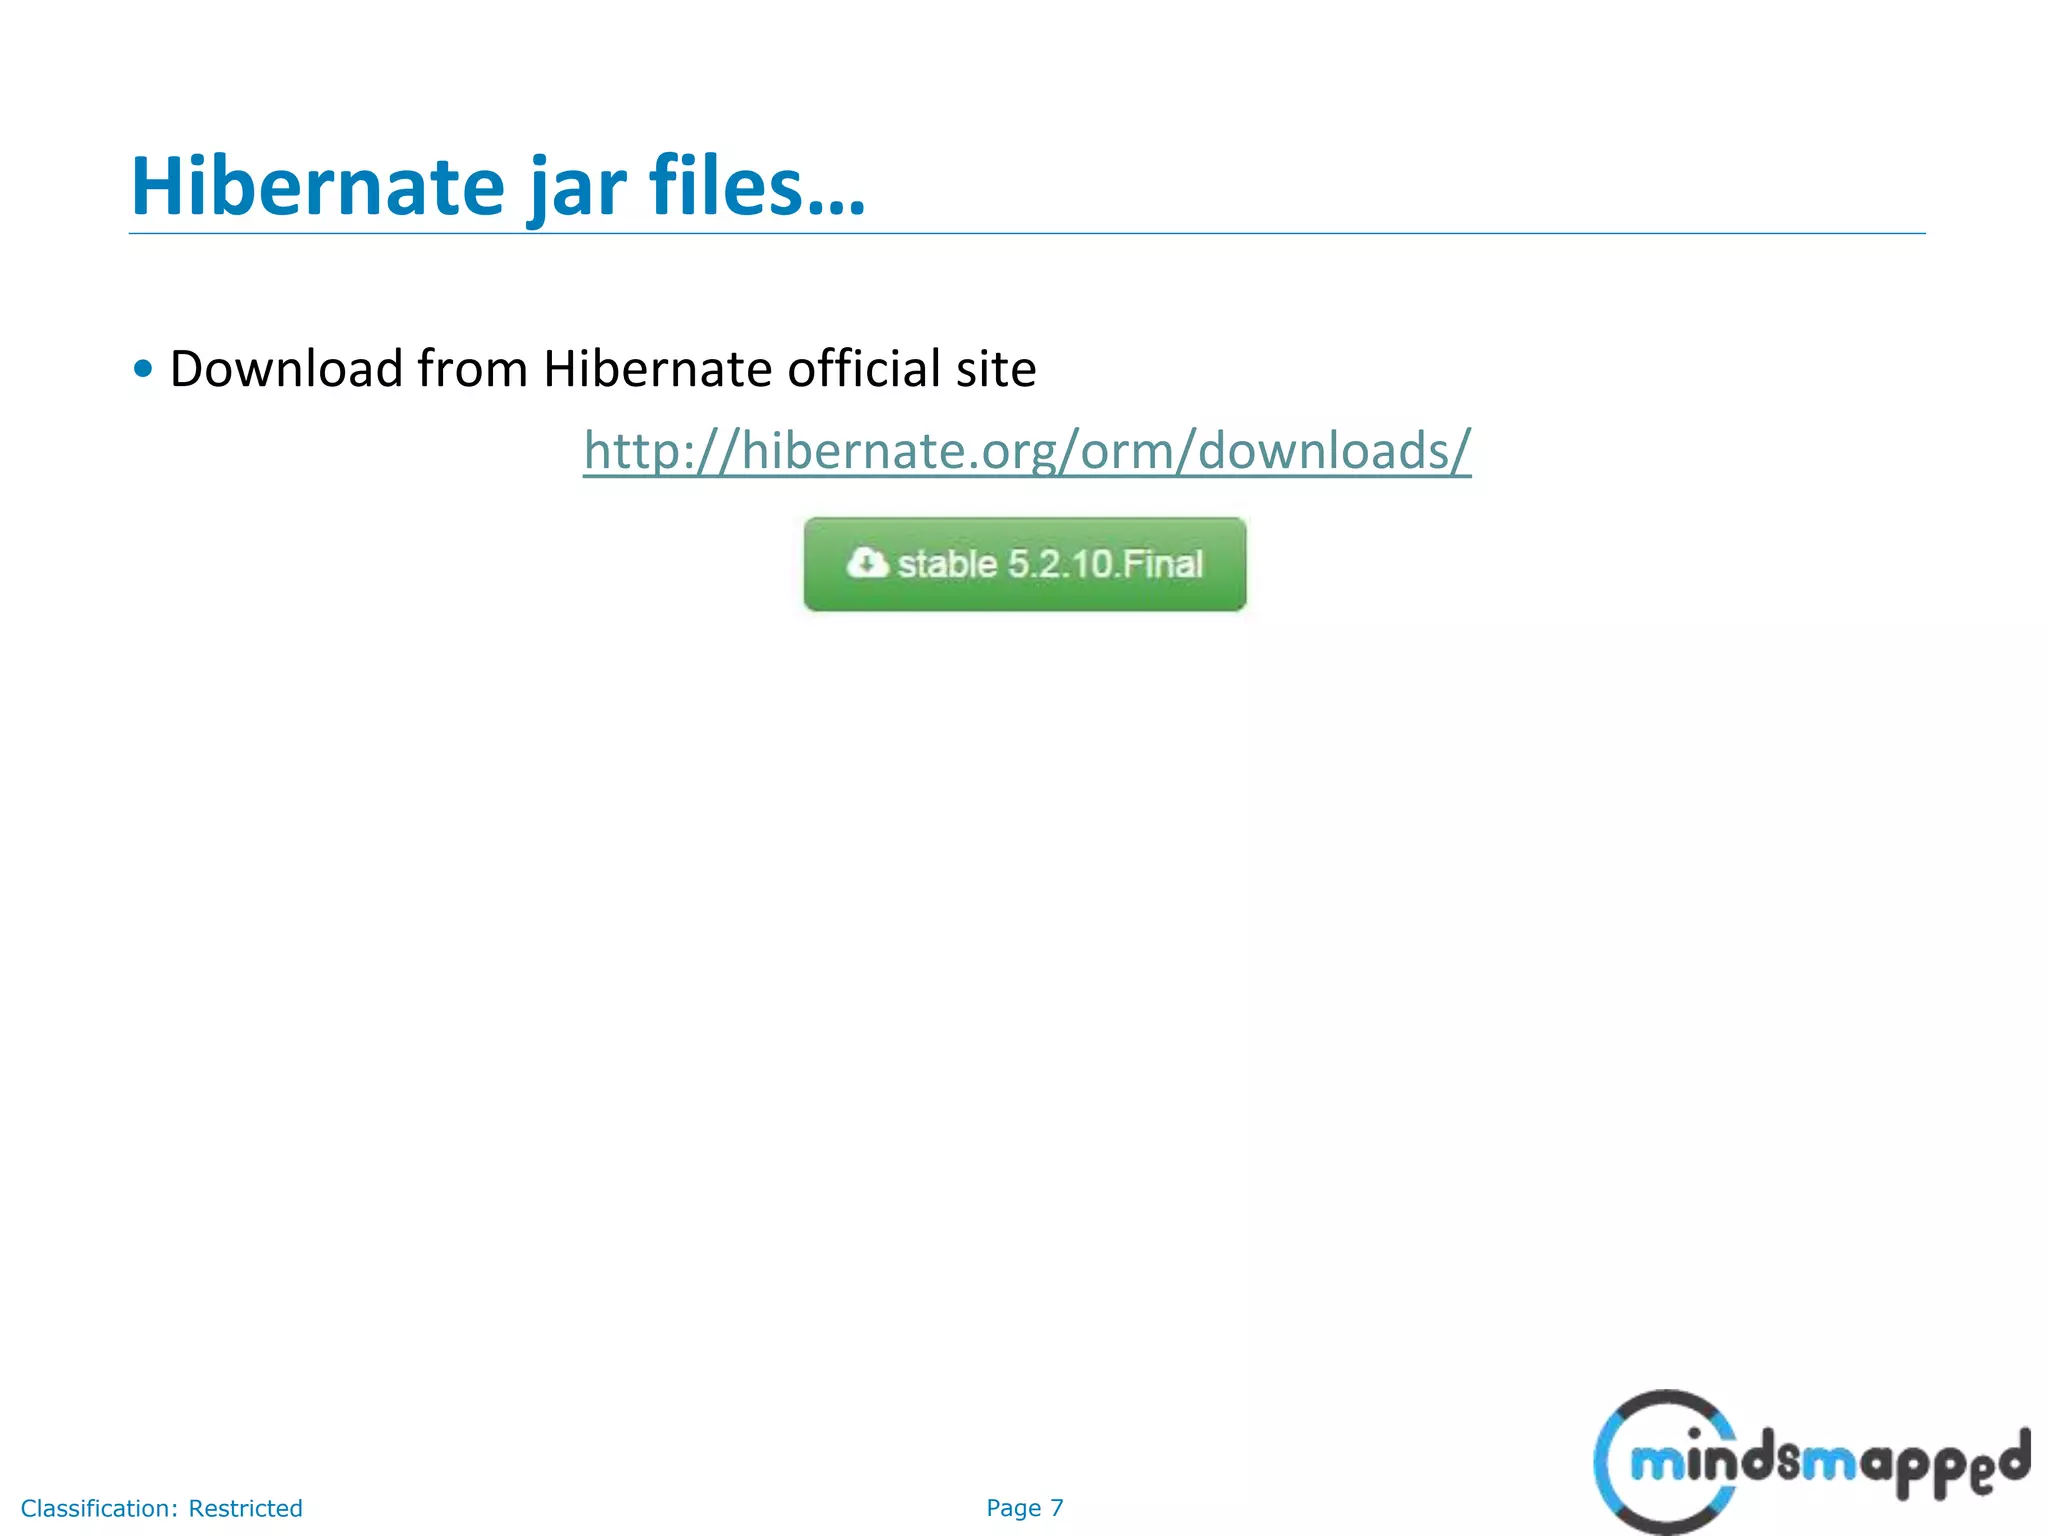 Hibernate jar files…
• Download from Hibernate official site
http://hibernate.org/orm/downloads/
stable 5.2.10.Final
mindsmapped
Classification: Restricted
Page 7